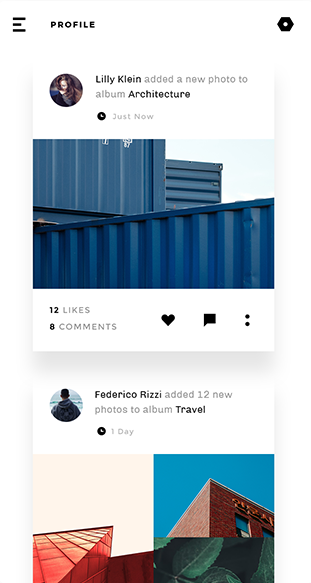 PROFILE
Lilly Klein added a new photo to
album Architecture
Just Now
12 LIKES
8 COMMENTS
Federico Rizzi added 12 new
photos to album Travel
1 Day